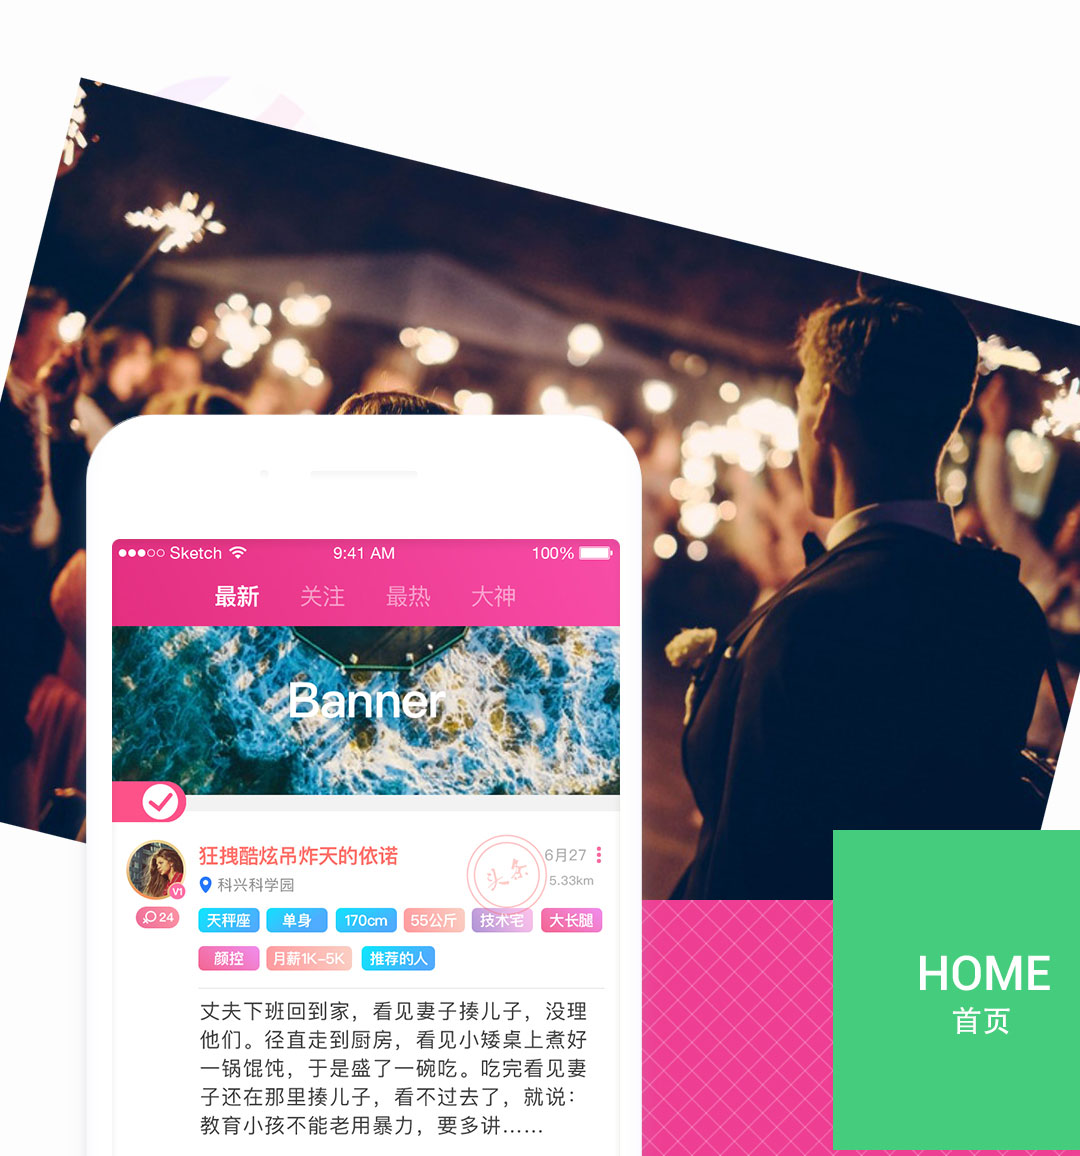 Sketch 9:41 AM 100%
最新 关注 最热 大神
Banner
狂拽酷炫吊炸天的依诺
头条
6月27
科兴科学园
5.33km
V1
24
天秤座 单身 170cm 55公斤 技术宅 大长腿
颜控 月薪1K-5K 推荐的人
丈夫下班回到家，看见妻子揍儿子，没理
他们。径直走到厨房，看见小矮桌上煮好
一锅馄饨，于是盛了一碗吃。吃完看见妻
子还在那里揍儿子，看不过去了，就说：
教育小孩不能老用暴力，要多讲……
HOME
首页